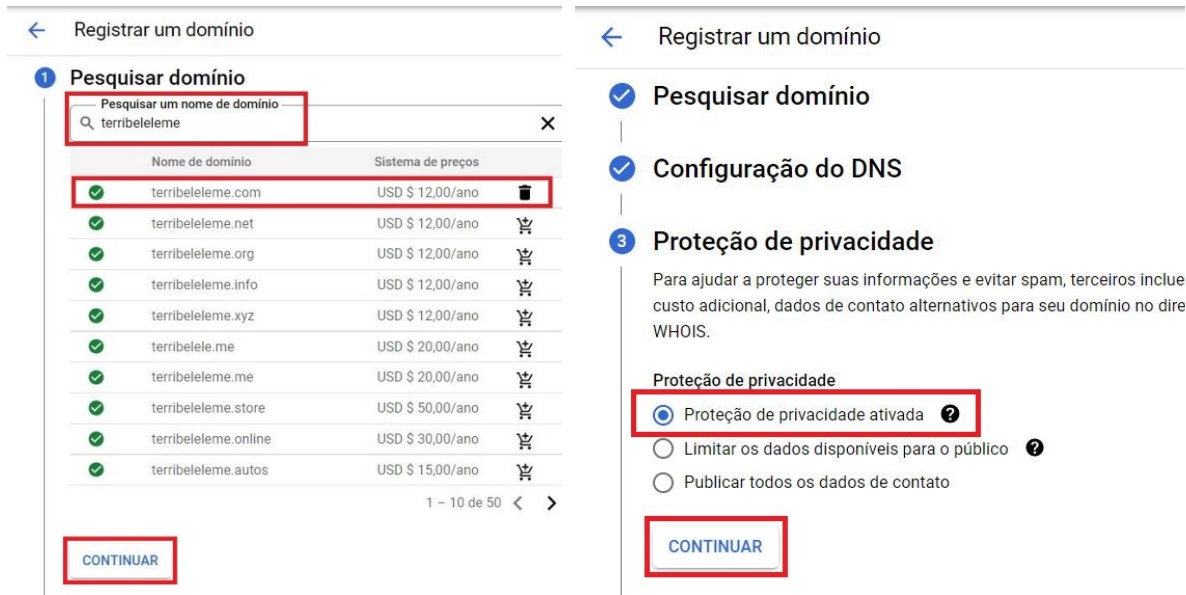 Registrar um domínio
1 Pesquisar domínio
Pesquisar um nome de domínio
terribeleleme
Nome de domínio Sistema de preços
terribeleleme.com USD $ 12,00/ano
terribeleleme.net USD $ 12,00/ano
terribeleleme.org USD $ 12,00/ano
terribeleleme.info USD $ 12,00/ano
terribeleleme.xyz USD $ 12,00/ano
terribelele.me USD $ 20,00/ano
terribeleleme.me USD $ 20,00/ano
terribeleleme.store USD $ 50,00/ano
terribeleleme.online USD $ 30,00/ano
terribeleleme.autos USD $ 15,00/ano
1 – 10 de 50
CONTINUAR
Registrar um domínio
Pesquisar domínio
Configuração do DNS
3 Proteção de privacidade
Para ajudar a proteger suas informações e evitar spam, terceiros inclue
custo adicional, dados de contato alternativos para seu domínio no dire
WHOIS.
Proteção de privacidade
Proteção de privacidade ativada ?
Limitar os dados disponíveis para o público ?
Publicar todos os dados de contato
CONTINUAR